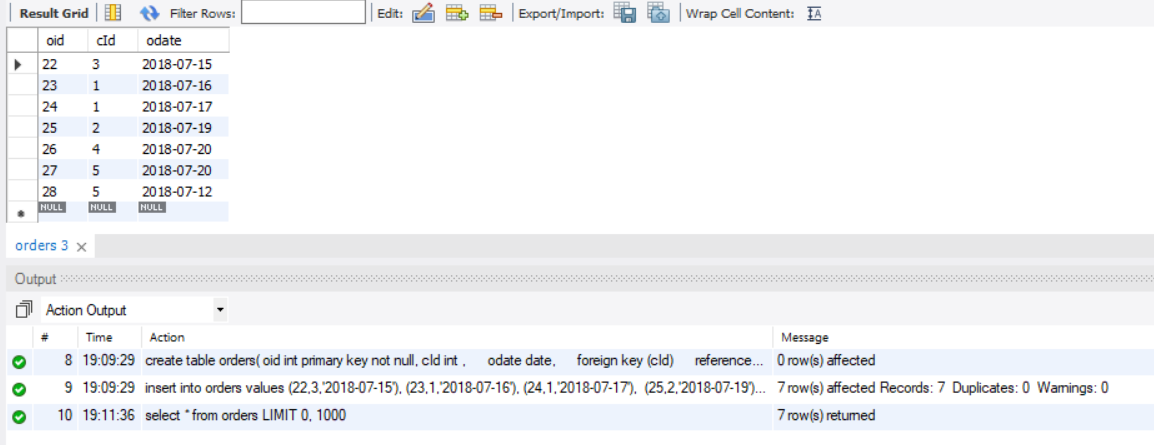 Result Grid Filter Rows: Edit: Export/Import: Wrap Cell Content: IA
oid cId odate
22 3 2018-07-15
23 1 2018-07-16
24 1 2018-07-17
25 2 2018-07-19
26 4 2018-07-20
27 5 2018-07-20
28 5 2018-07-12
NULL NULL NULL
orders 3
Output
Action Output
# Time Action Message
8 19:09:29 create table orders( oid int primary key not null, cId int , odate date, foreign key (cId) reference... 0 row(s) affected
9 19:09:29 insert into orders values (22,3,'2018-07-15'), (23,1,'2018-07-16'), (24,1,'2018-07-17'), (25,2,'2018-07-19')... 7 row(s) affected Records: 7 Duplicates: 0 Warnings: 0
10 19:11:36 select * from orders LIMIT 0, 1000 7 row(s) returned